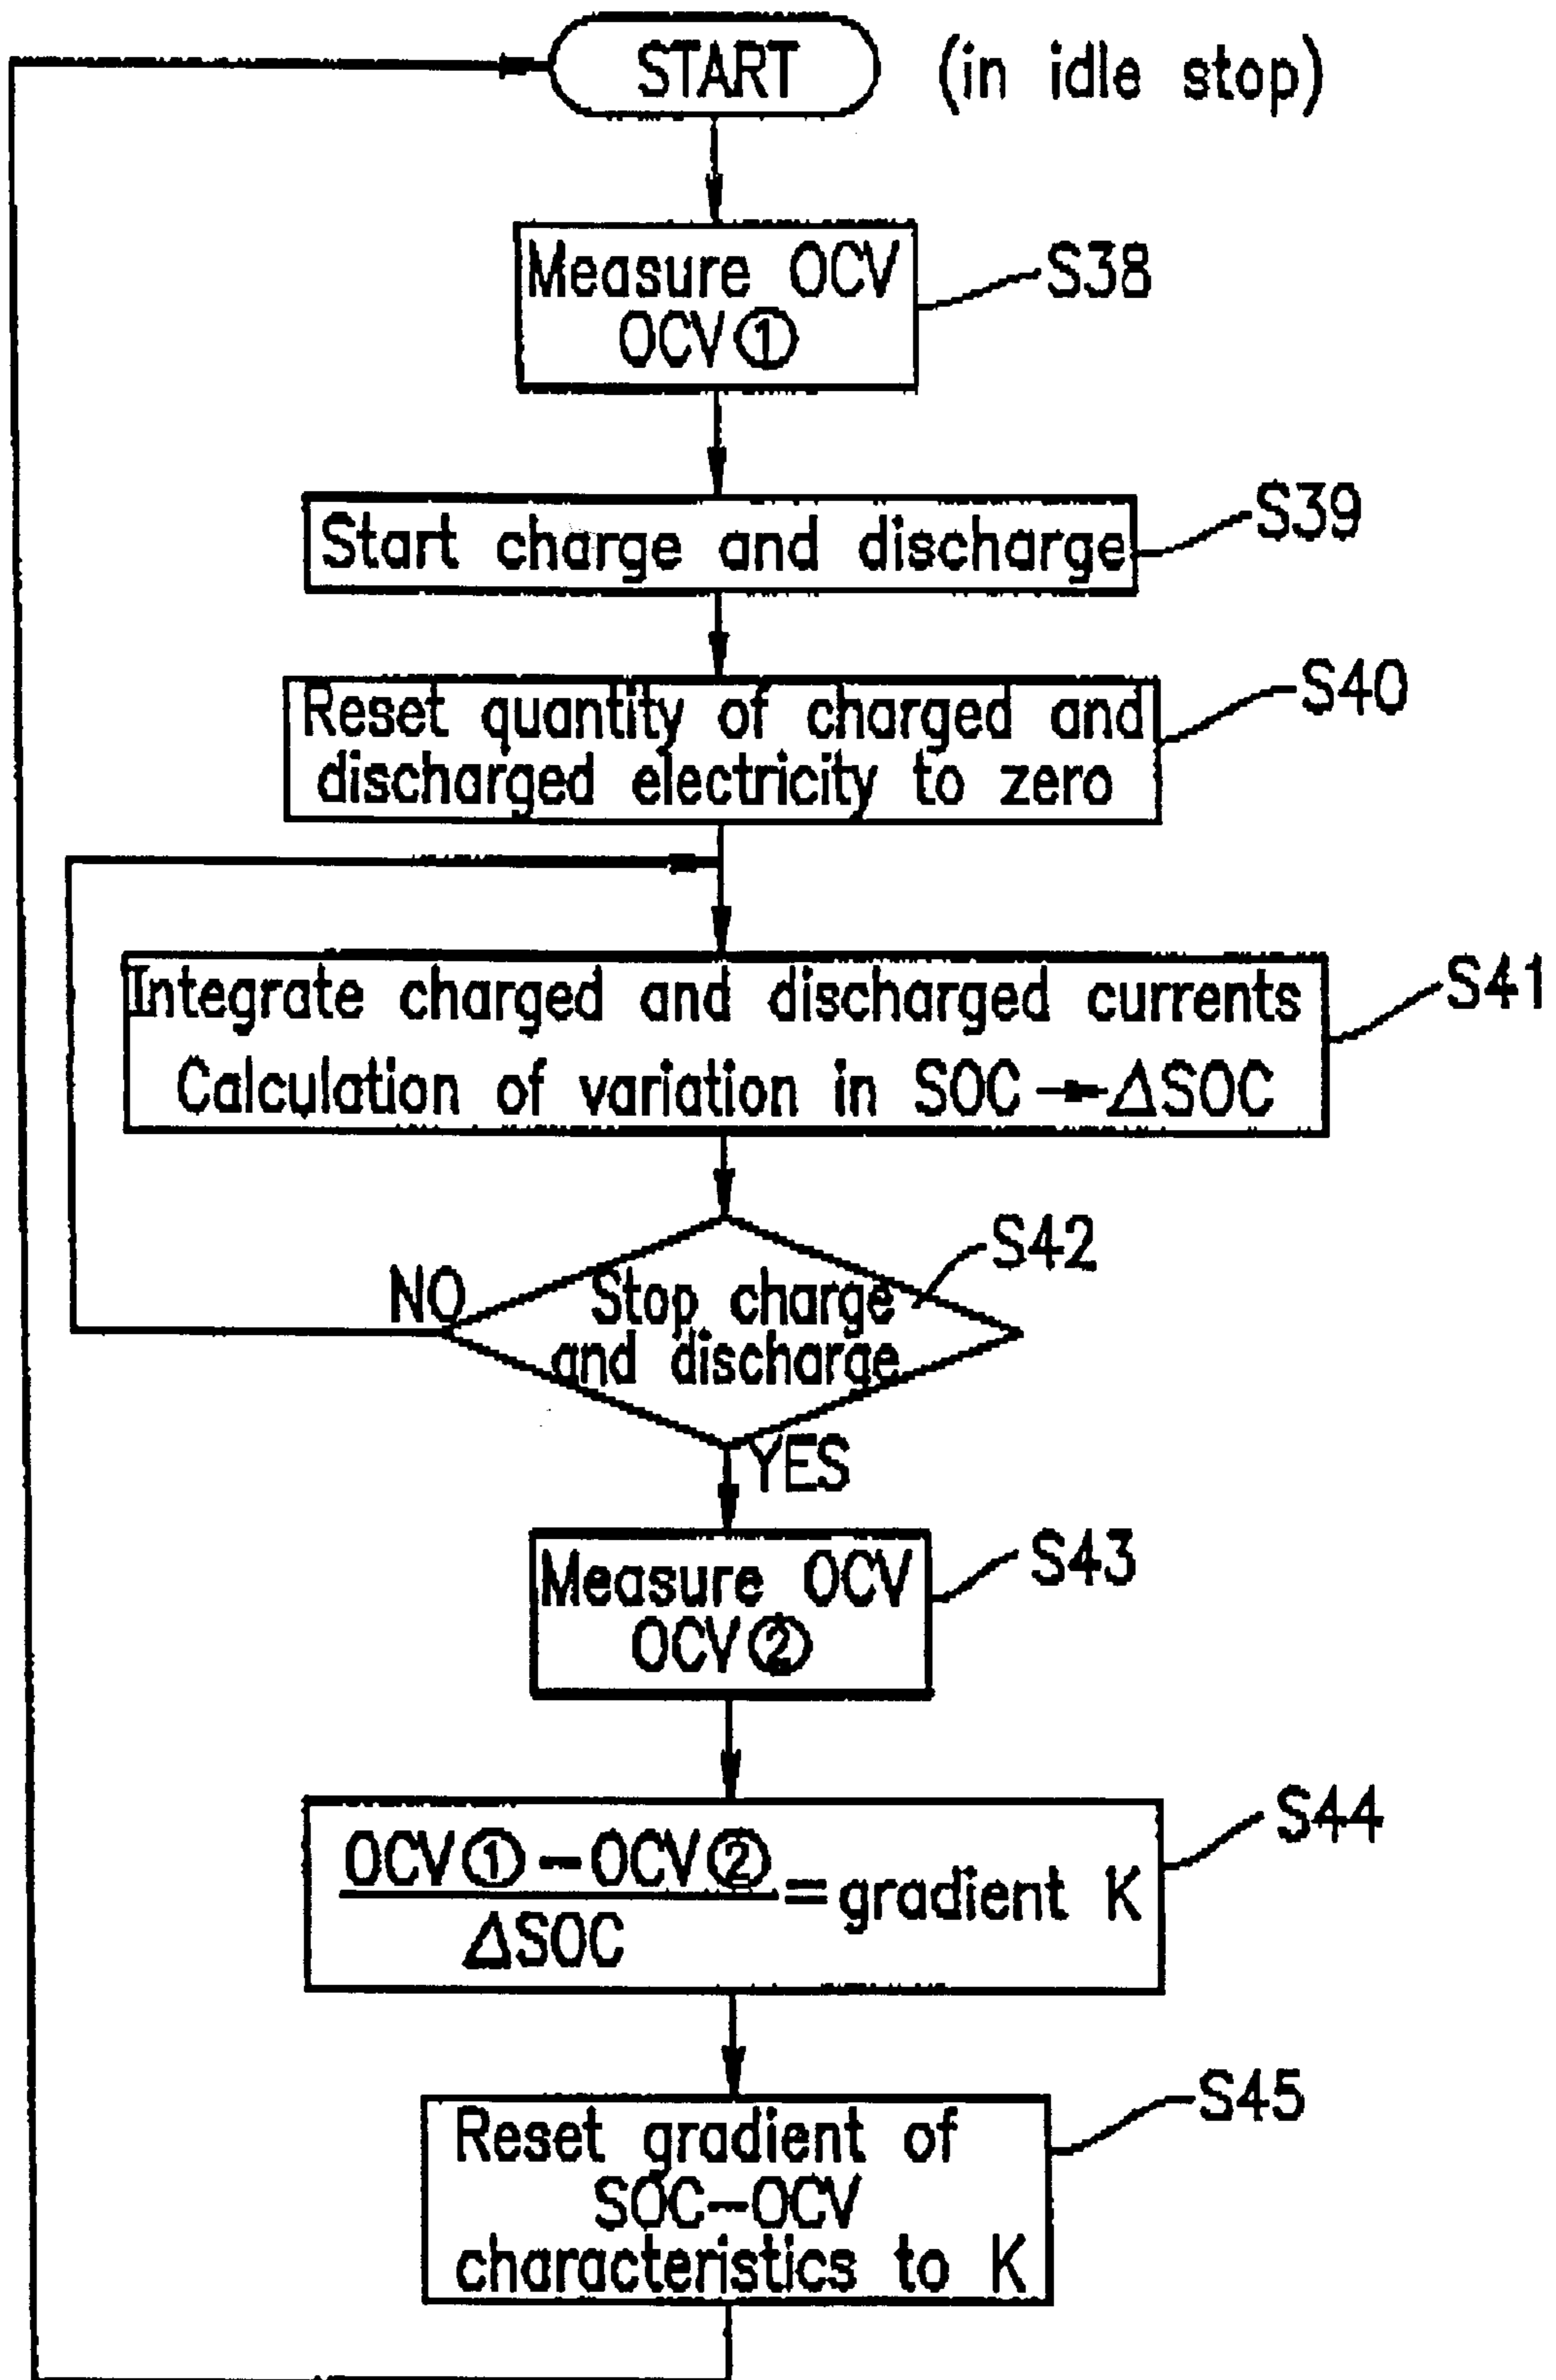 START (in idle stop)
Measure OCV
OCV①
S38
Start charge and discharge
S39
Reset quantity of charged and
discharged electricity to zero
S40
Integrate charged and discharged currents
Calculation of variation in SOC → ΔSOC
S41
Stop charge
and discharge
S42
NO
YES
Measure OCV
OCV②
S43
OCV① − OCV②
ΔSOC
= gradient K
S44
Reset gradient of
SOC-OCV
characteristics to K
S45